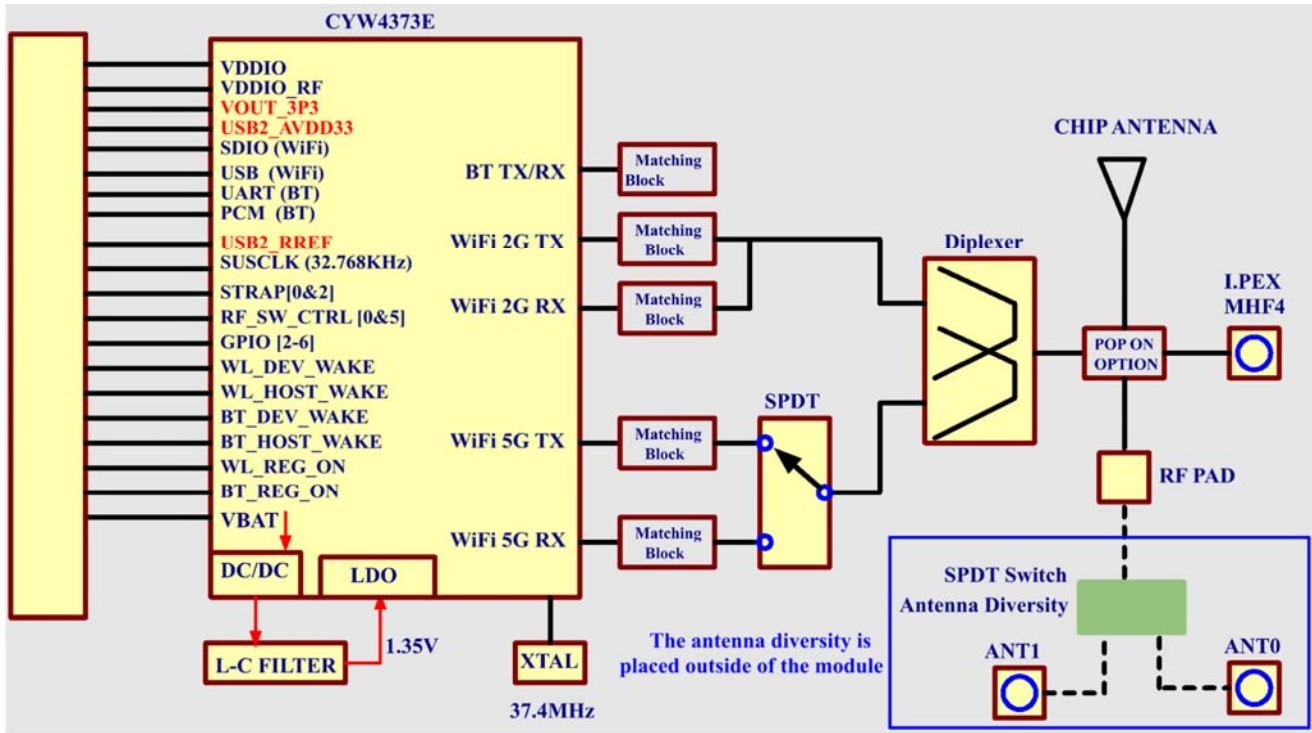 CYW4373E
VDDIO
VDDIO_RF
VOUT_3P3
USB2_AVDD33
SDIO (WiFi)
USB (WiFi)
UART (BT)
PCM (BT)
USB2_RREF
SUSCLK (32.768KHz)
STRAP[0&2]
RF_SW_CTRL [0&5]
GPIO [2-6]
WL_DEV_WAKE
WL_HOST_WAKE
BT_DEV_WAKE
BT_HOST_WAKE
WL_REG_ON
BT_REG_ON
VBAT
DC/DC
LDO
L-C FILTER
1.35V
BT TX/RX
WiFi 2G TX
WiFi 2G RX
WiFi 5G TX
WiFi 5G RX
Matching
Block
Matching
Block
Matching
Block
Matching
Block
Matching
Block
XTAL
37.4MHz
SPDT
Diplexer
CHIP ANTENNA
I.PEX
MHF4
POP ON
OPTION
RF PAD
The antenna diversity is
placed outside of the module
SPDT Switch
Antenna Diversity
ANT1
ANT0